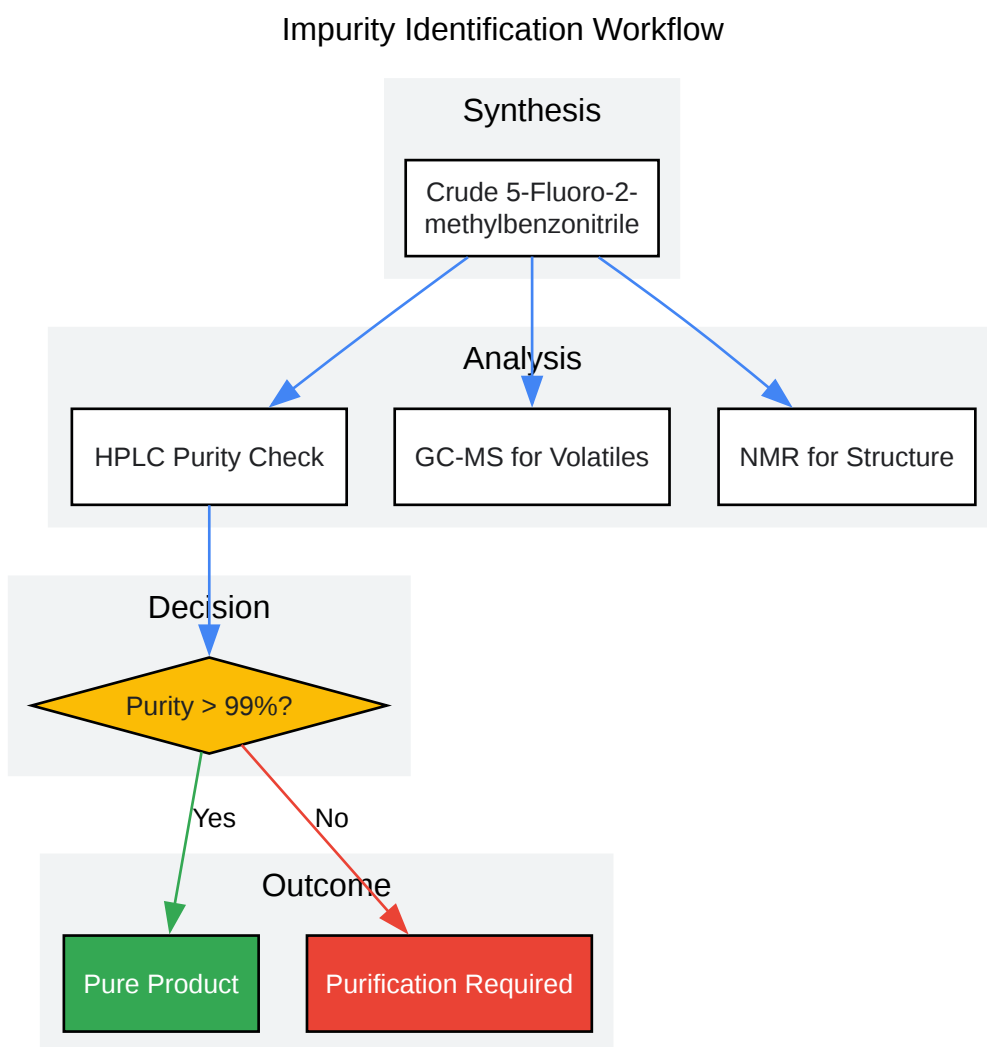 Impurity Identification Workflow
Synthesis
Crude 5-Fluoro-2-
methylbenzonitrile
Analysis
HPLC Purity Check
GC-MS for Volatiles
NMR for Structure
Decision
Purity > 99%?
Yes
No
Outcome
Pure Product
Purification Required